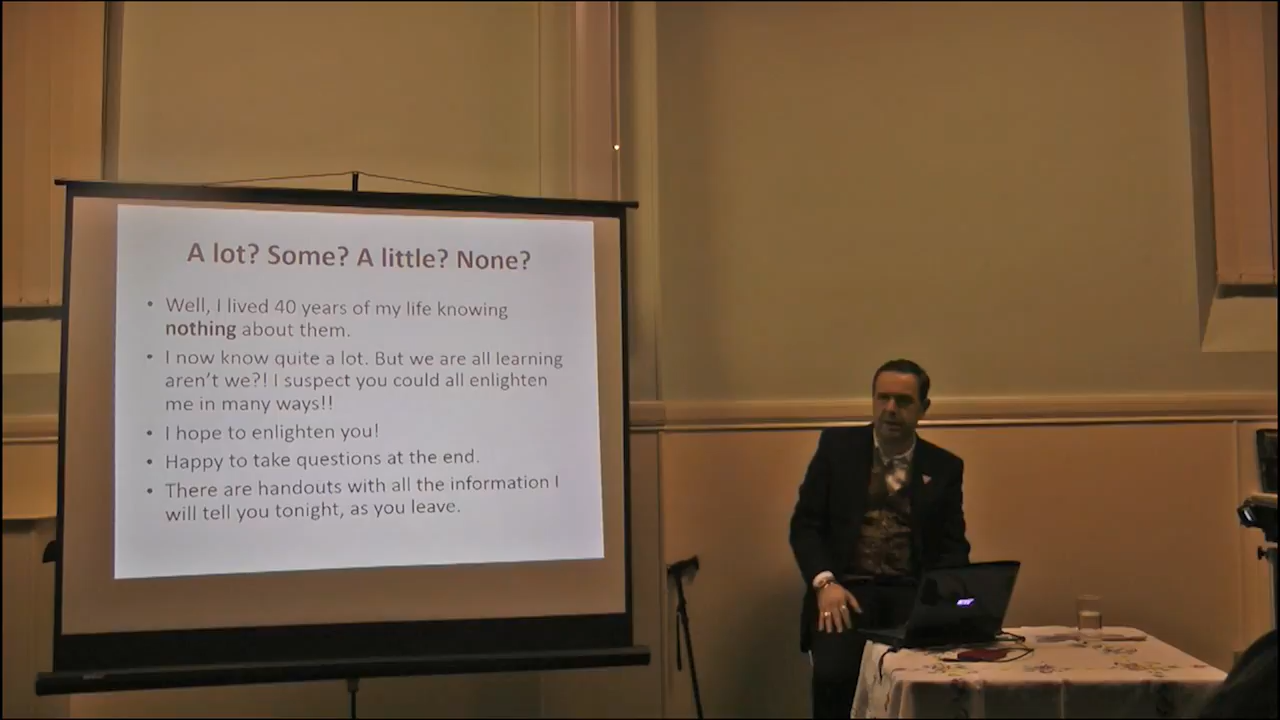 A lot? Some? A little? None?
• Well, I lived 40 years of my life knowing
nothing about them.
• I now know quite a lot. But we are all learning
aren't we?! I suspect you could all enlighten
me in many ways!!
• I hope to enlighten you!
• Happy to take questions at the end.
• There are handouts with all the information I
will tell you tonight, as you leave.